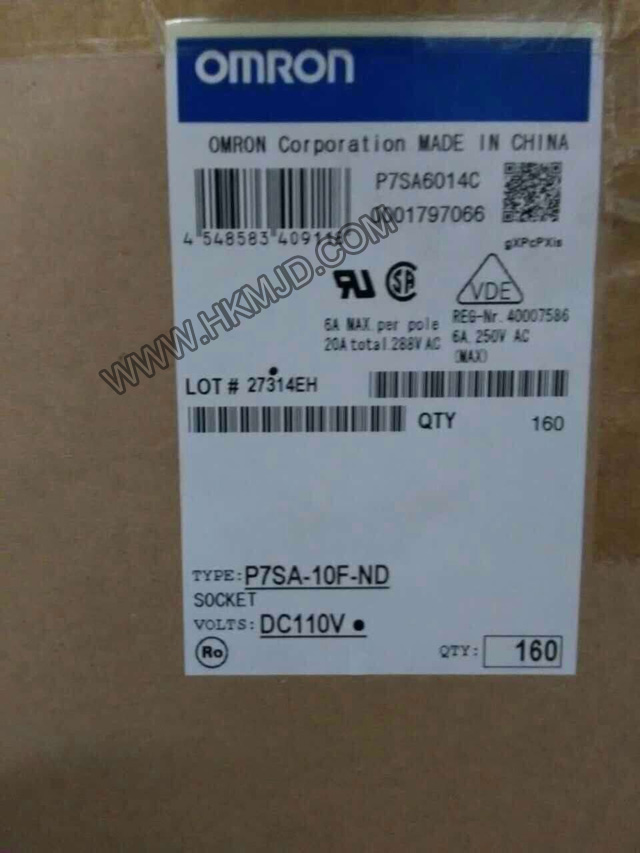 OMRON
OMRON Corporation MADE IN CHINA
P7SA6014C
0001797066
4 548583
gXPcPXis
WWW.HKMJD.COM
VDE
REG-Nr. 40007586
6A MAX. per pole
6A. 250V AC
20A total. 288V AC
(MAX)
LOT # 27314EH
QTY 160
TYPE: P7SA-10F-ND
SOCKET
VOLTS: DC110V •
Ro
QTY: 160